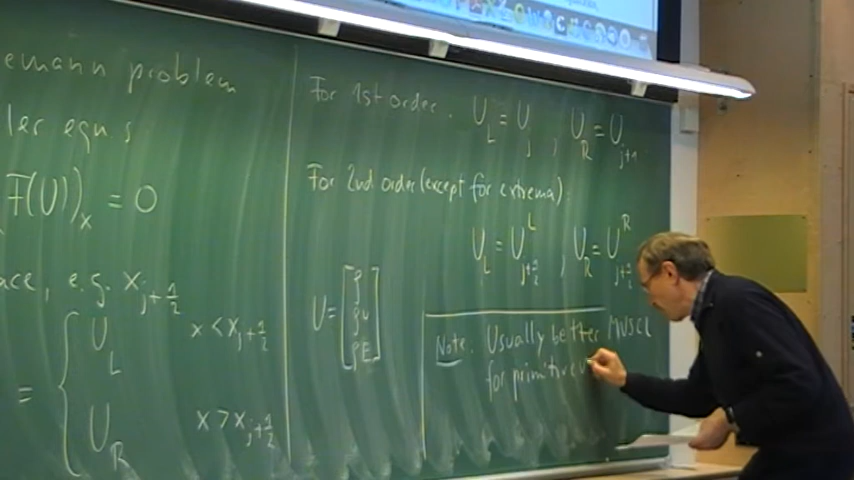 emann problem
ler eqns
F(U))ₓ = 0
ace, e.g. x_{j+1/2}
= { U_L x < x_{j+1/2}
U_R x > x_{j+1/2}
For 1st order. U_L = U_j , U_R = U_{j+1}
For 2nd order (except for extrema)
U_L = U^L_{j+1/2} , U_R = U^R_{j+1/2}
U = [ρ
ρu
ρE]
Note. Usually better MUSCL
for primitive v